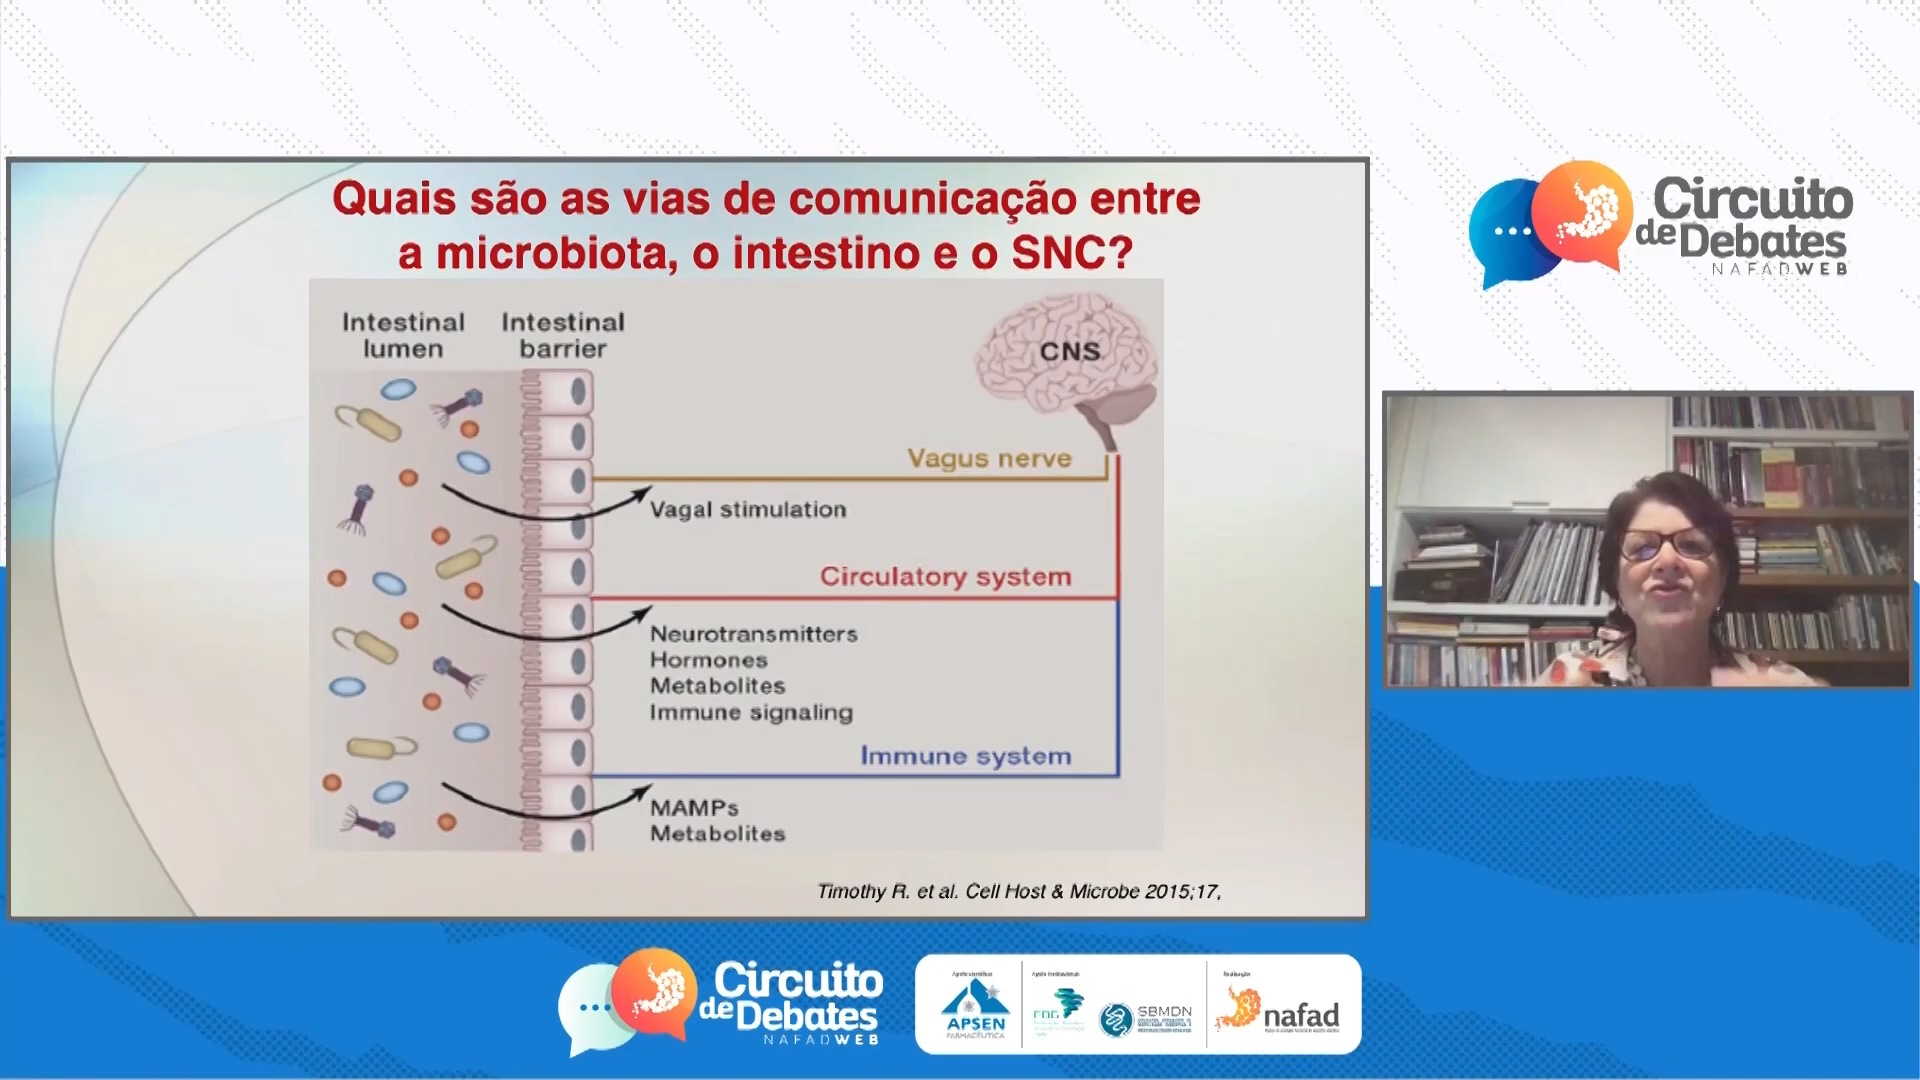 Quais são as vias de comunicação entre
a microbiota, o intestino e o SNC?
Intestinal lumen
Intestinal barrier
CNS
Vagus nerve
Vagal stimulation
Circulatory system
Neurotransmitters
Hormones
Metabolites
Immune signaling
Immune system
MAMPs
Metabolites
Timothy R. et al. Cell Host & Microbe 2015;17,
Circuito
de Debates
NAFADWEB
Circuito
de Debates
NAFADWEB
APSEN
FARMACÊUTICA
FBG
SBMDN
nafad